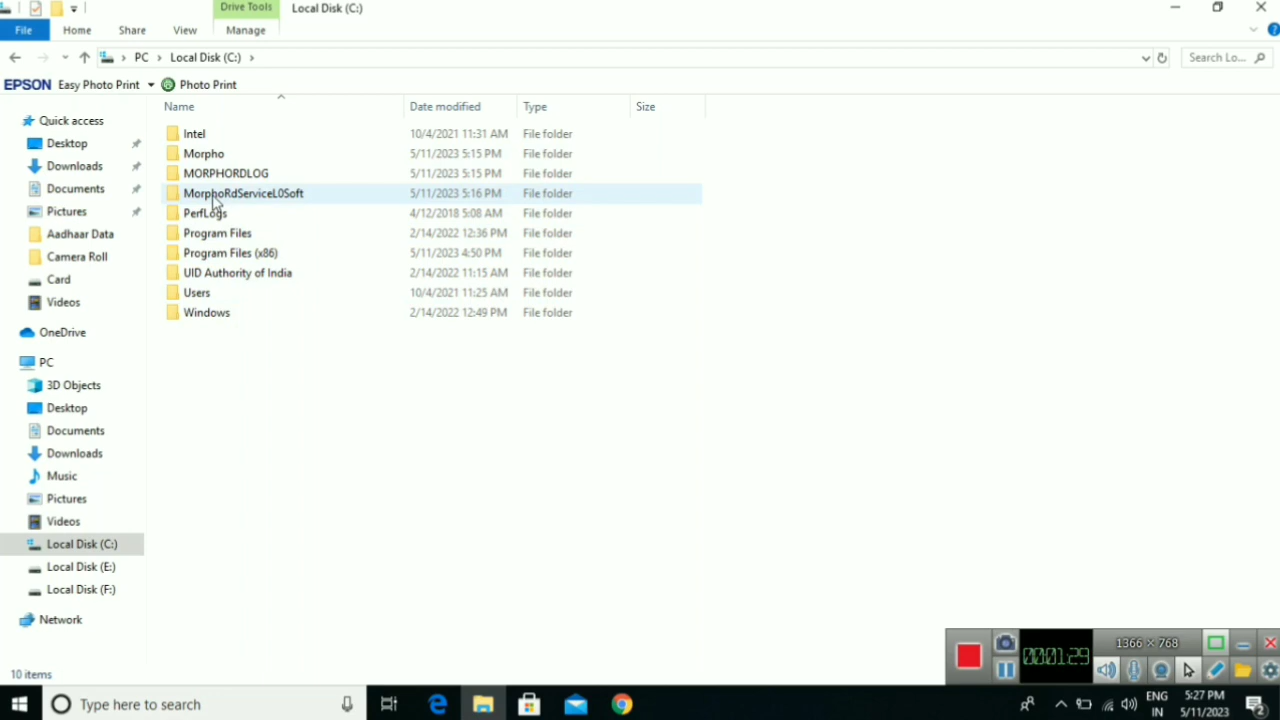 Drive Tools Local Disk (C:)
File Home Share View Manage
PC Local Disk (C:) Search Lo...
EPSON Easy Photo Print Photo Print
Name Date modified Type Size
Quick access
Desktop
Downloads
Documents
Pictures
Aadhaar Data
Camera Roll
Card
Videos
OneDrive
PC
3D Objects
Desktop
Documents
Downloads
Music
Pictures
Videos
Local Disk (C:)
Local Disk (E:)
Local Disk (F:)
Network
Intel 10/4/2021 11:31 AM File folder
Morpho 5/11/2023 5:15 PM File folder
MORPHORDLOG 5/11/2023 5:15 PM File folder
MorphoRdServiceL0Soft 5/11/2023 5:16 PM File folder
PerfLogs 4/12/2018 5:08 AM File folder
Program Files 2/14/2022 12:36 PM File folder
Program Files (x86) 5/11/2023 4:50 PM File folder
UID Authority of India 2/14/2022 11:15 AM File folder
Users 10/4/2021 11:25 AM File folder
Windows 2/14/2022 12:49 PM File folder
10 items
1366 × 768
000:01:29
Type here to search
ENG 5:27 PM
IN 5/11/2023 2